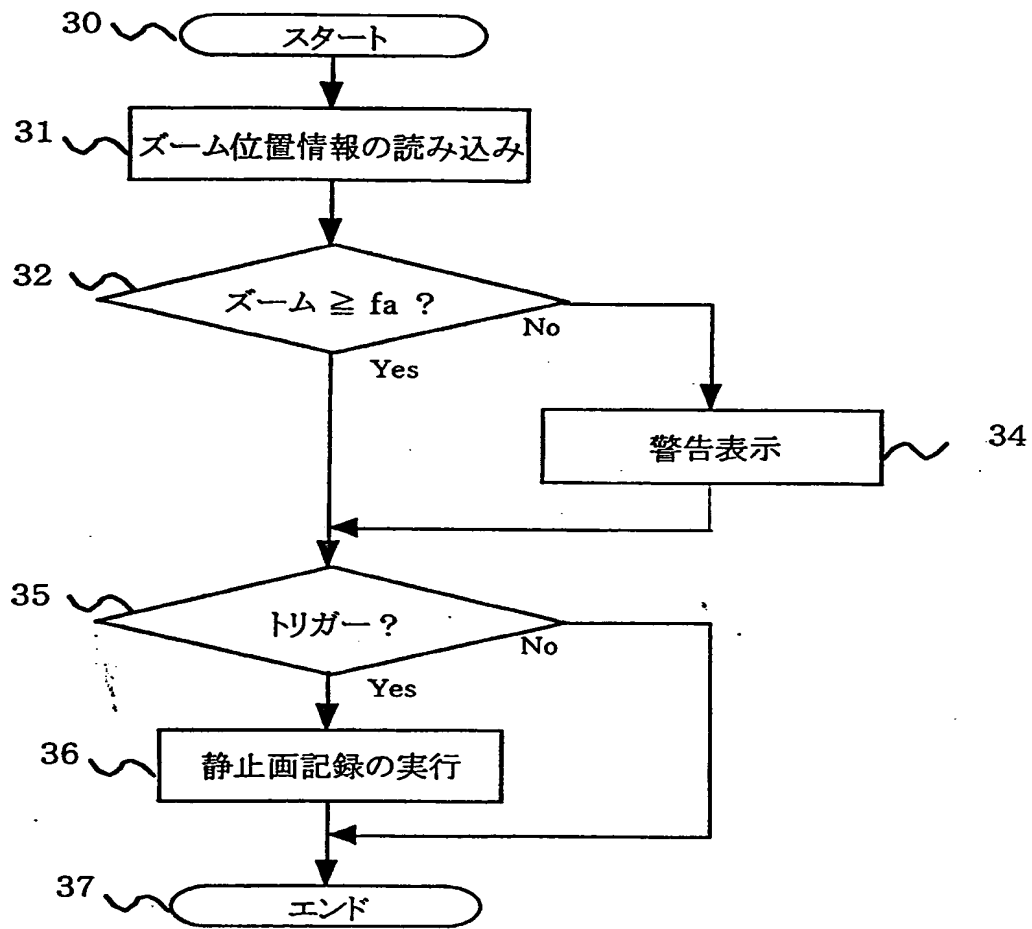 30
スタート
31
ズーム位置情報の読み込み
32
ズーム ≧ fa ?
No
Yes
警告表示
34
35
トリガー?
No
Yes
36
静止画記録の実行
37
エンド